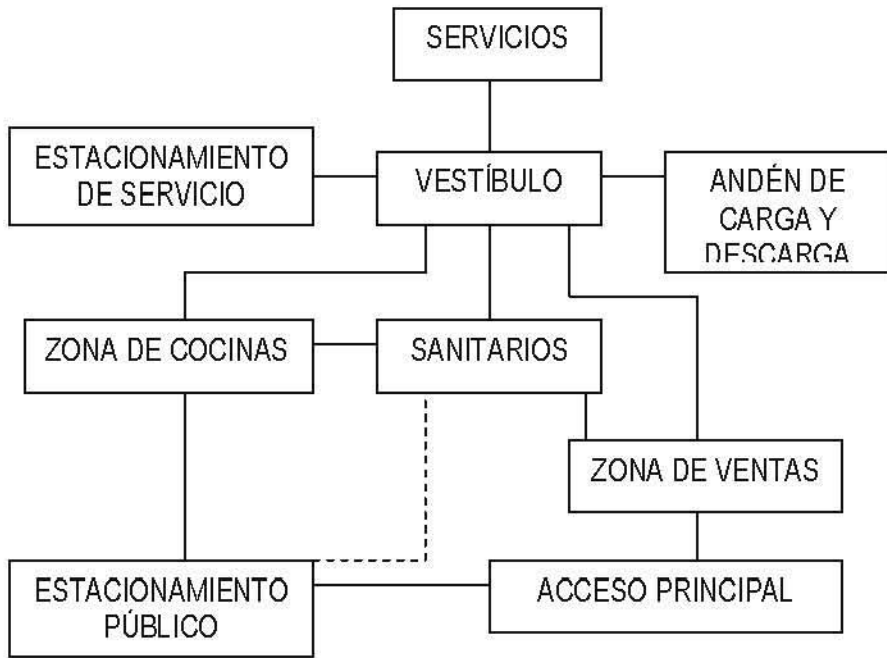 SERVICIOS
ESTACIONAMIENTO
DE SERVICIO
VESTÍBULO
ANDÉN DE
CARGA Y
DESCARGA
ZONA DE COCINAS
SANITARIOS
ZONA DE VENTAS
ESTACIONAMIENTO
PÚBLICO
ACCESO PRINCIPAL